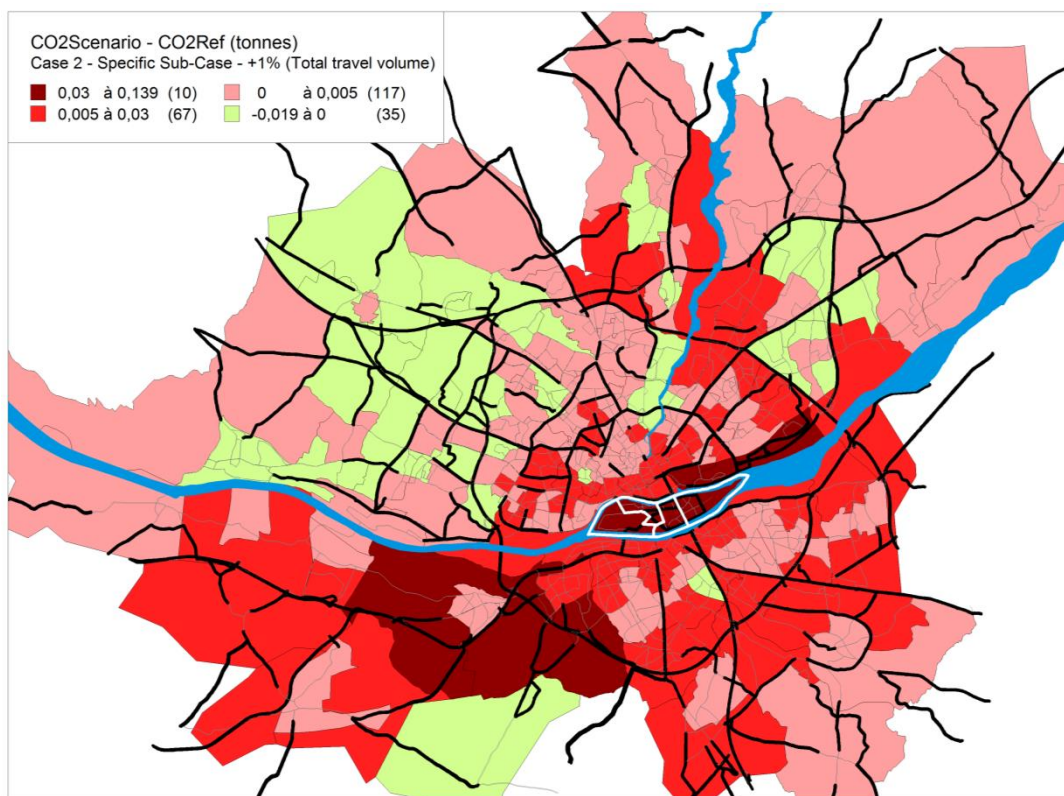 CO2Scenario - CO2Ref (tonnes)
Case 2 - Specific Sub-Case - +1% (Total travel volume)
0,03 à 0,139 (10) 0 à 0,005 (117)
0,005 à 0,03 (67) -0,019 à 0 (35)